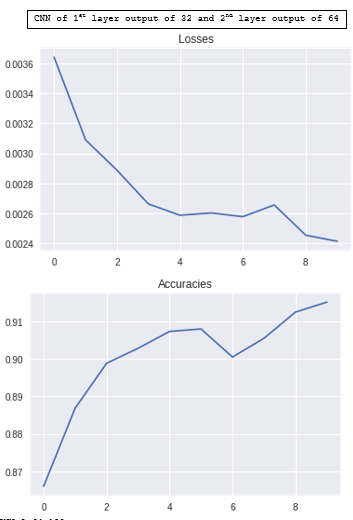 CNN of 1st layer output of 32 and 2nd layer output of 64
Losses
0.0036
0.0034
0.0032
0.0030
0.0028
0.0026
0.0024
0 2 4 6 8
Accuracies
0.91
0.90
0.89
0.88
0.87
0 2 4 6 8